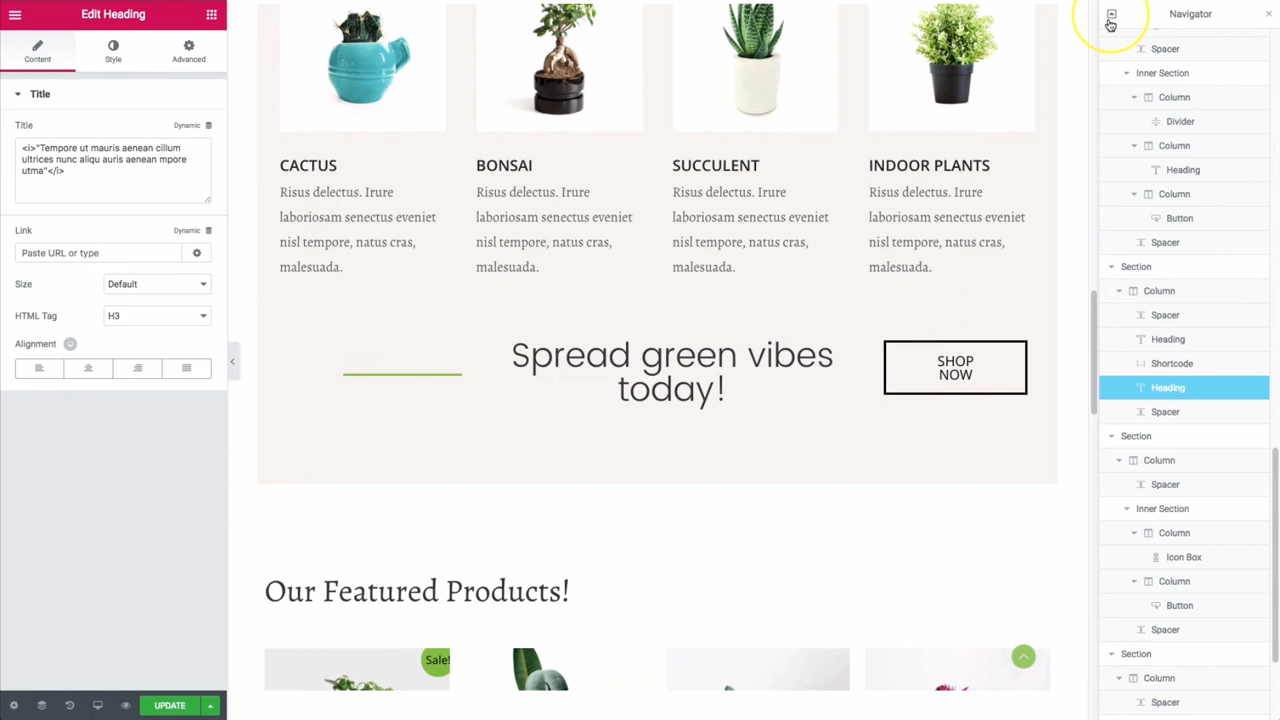 Edit Heading
Content
Style
Advanced
Title
Title
Dynamic
<i>"Tempore ut mauris aenean cillum
ultrices nunc aliqu auris aenean mpore
utma"</i>
Link
Dynamic
Paste URL or type
Size
Default
HTML Tag
H3
Alignment
UPDATE
CACTUS
Risus delectus. Irure
laboriosam senectus eveniet
nisl tempore, natus cras,
malesuada.
BONSAI
Risus delectus. Irure
laboriosam senectus eveniet
nisl tempore, natus cras,
malesuada.
SUCCULENT
Risus delectus. Irure
laboriosam senectus eveniet
nisl tempore, natus cras,
malesuada.
INDOOR PLANTS
Risus delectus. Irure
laboriosam senectus eveniet
nisl tempore, natus cras,
malesuada.
Spread green vibes
today!
SHOP
NOW
Our Featured Products!
Sale!
Navigator
Spacer
Inner Section
Column
Divider
Column
Heading
Column
Button
Spacer
Section
Column
Spacer
Heading
Shortcode
Heading
Spacer
Section
Column
Spacer
Inner Section
Column
Icon Box
Column
Button
Spacer
Section
Column
Spacer